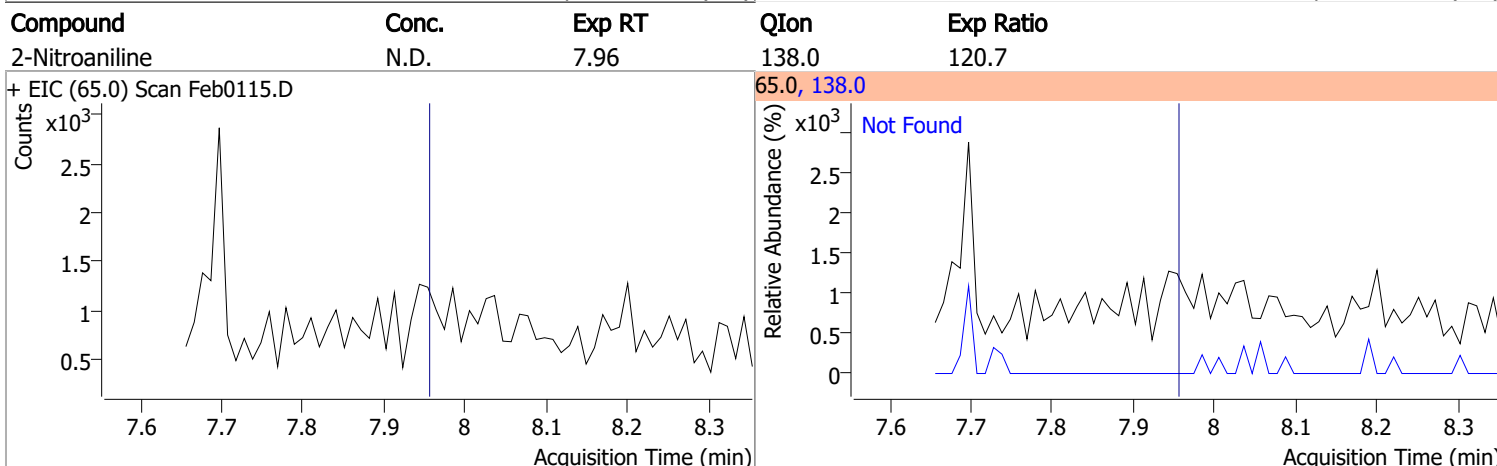 Compound Conc. Exp RT QIon Exp Ratio
2-Nitroaniline N.D. 7.96 138.0 120.7
+ EIC (65.0) Scan Feb0115.D
Counts
x10³
2.5
2
1.5
1
0.5
7.6 7.7 7.8 7.9 8 8.1 8.2 8.3
Acquisition Time (min)
65.0, 138.0
Relative Abundance (%)
x10³
Not Found
2.5
2
1.5
1
0.5
0
7.6 7.7 7.8 7.9 8 8.1 8.2 8.3
Acquisition Time (min)